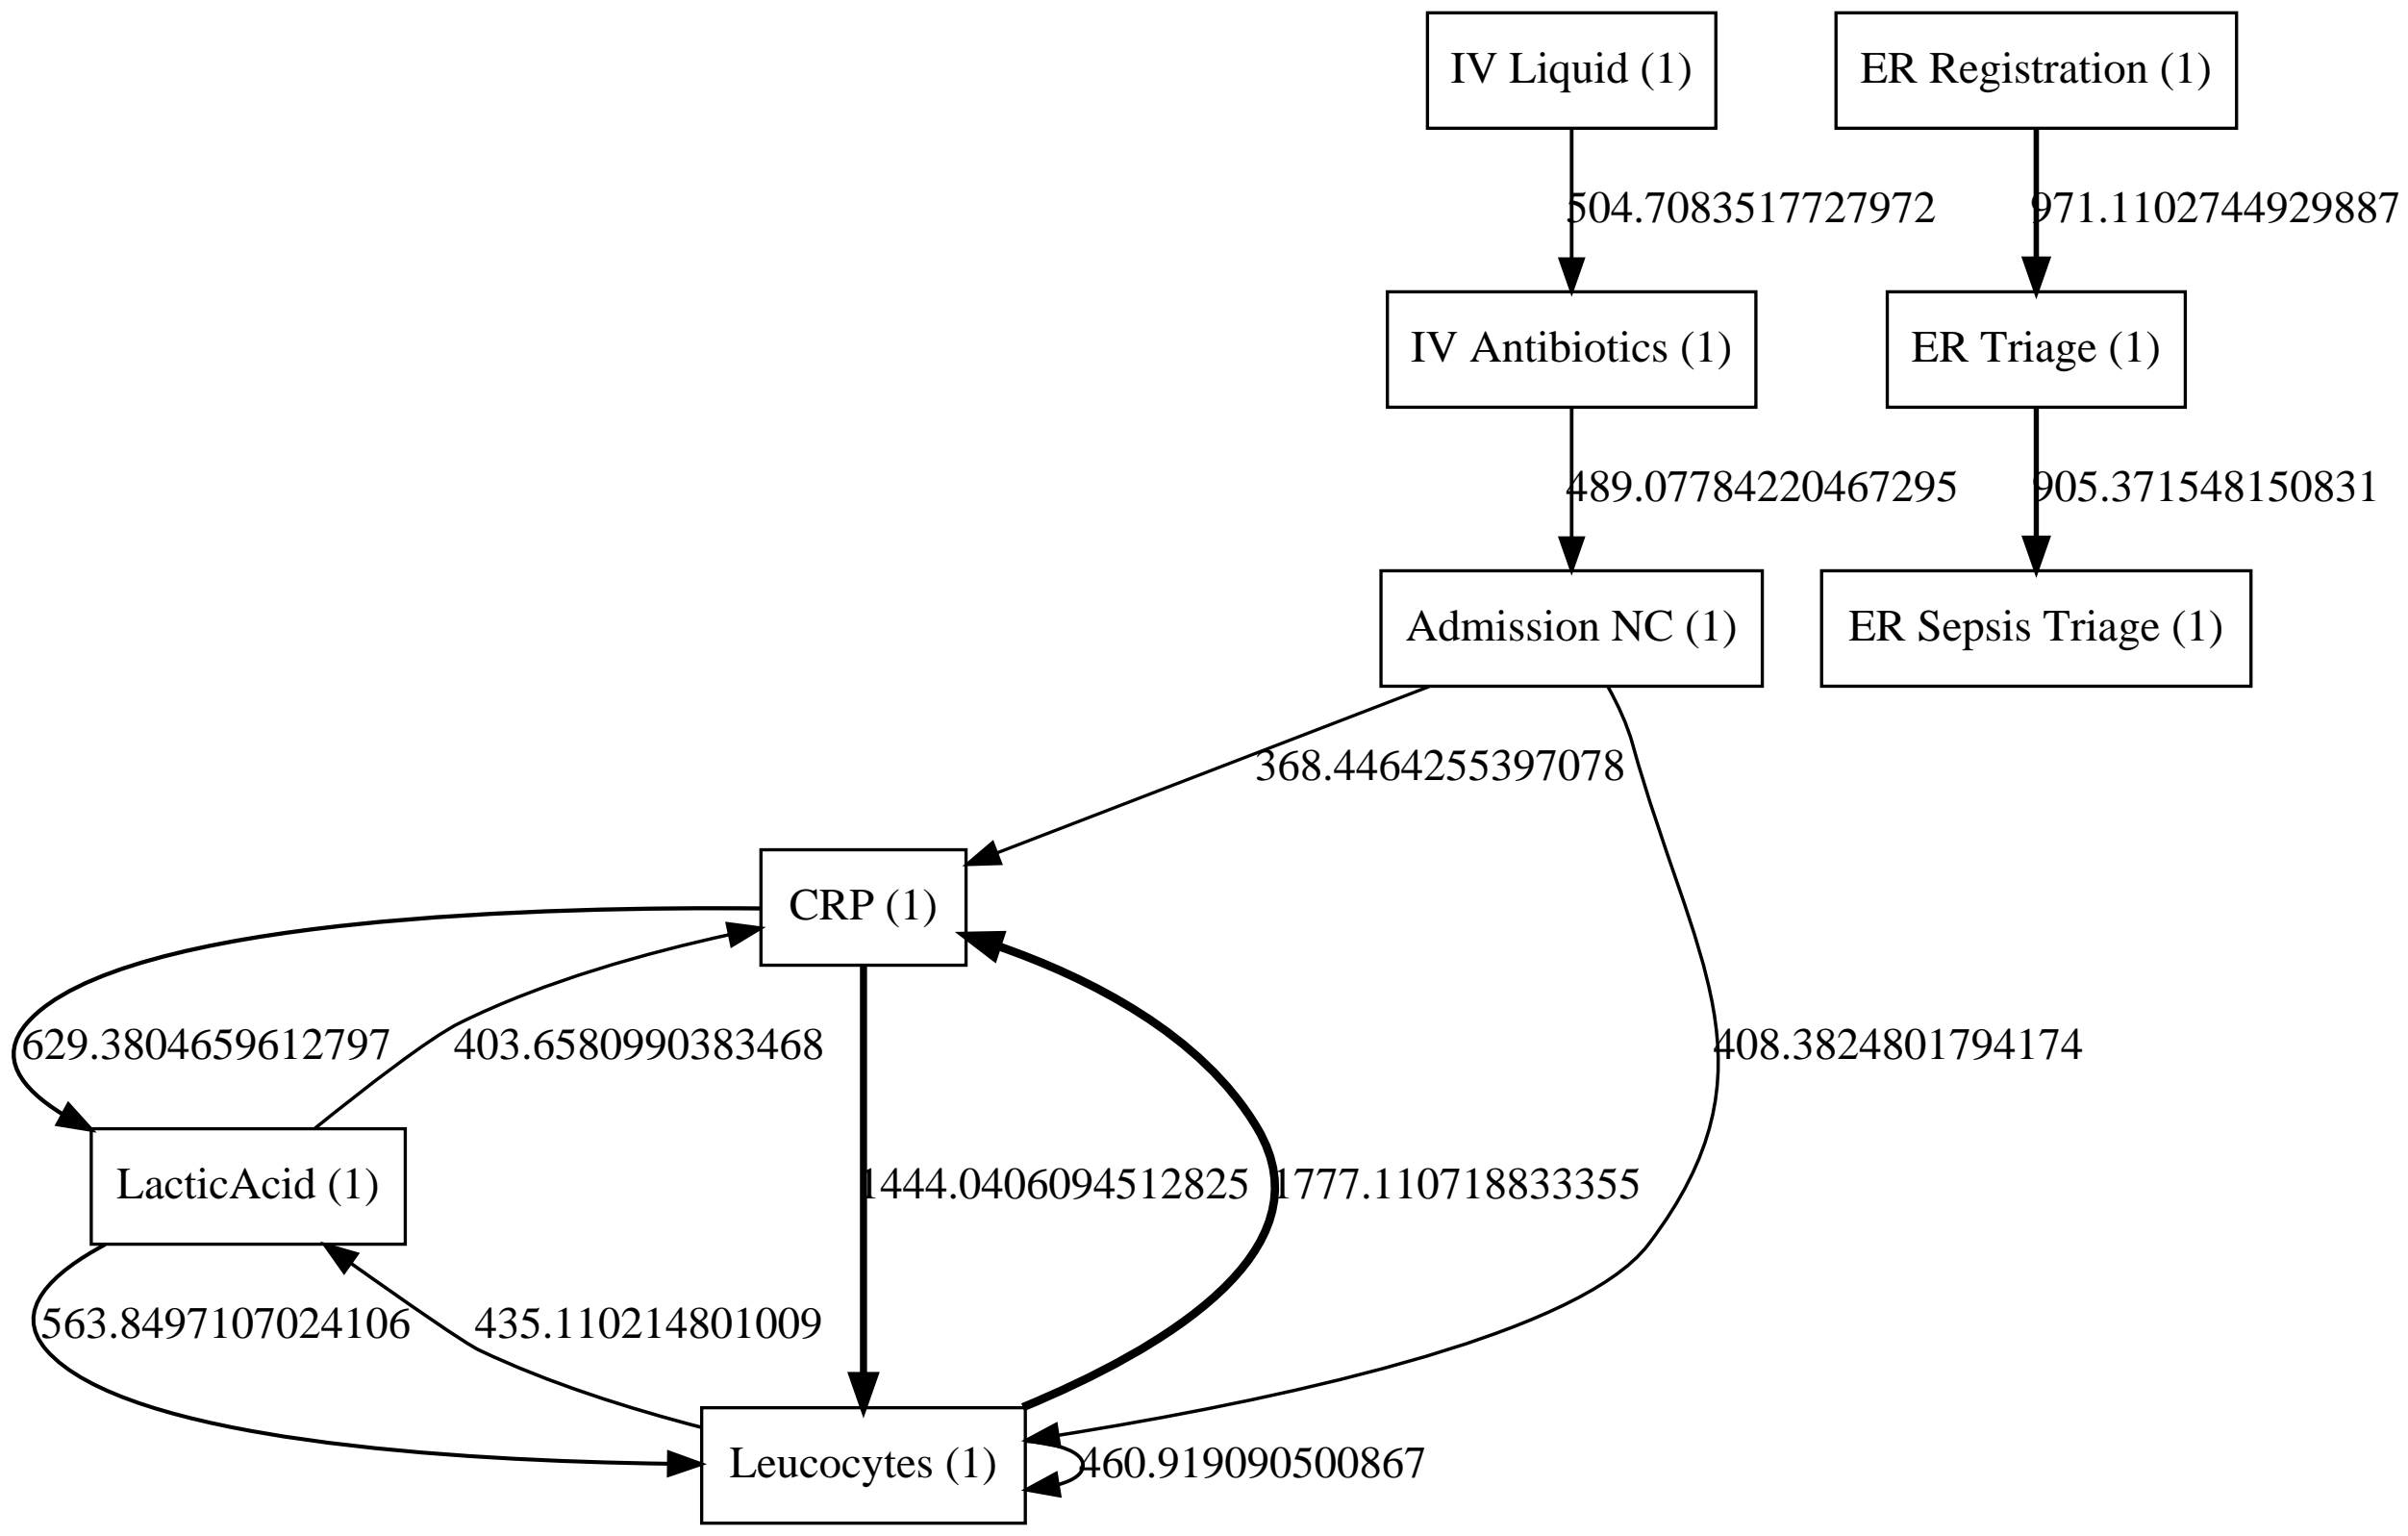 IV Liquid (1)
ER Registration (1)
504.7083517727972
971.1102744929887
IV Antibiotics (1)
ER Triage (1)
489.07784220467295
905.371548150831
Admission NC (1)
ER Sepsis Triage (1)
368.4464255397078
CRP (1)
629.3804659612797
403.6580990383468
408.3824801794174
LacticAcid (1)
1444.0406094512825
1777.110718833355
563.8497107024106
435.110214801009
Leucocytes (1)
460.919090500867